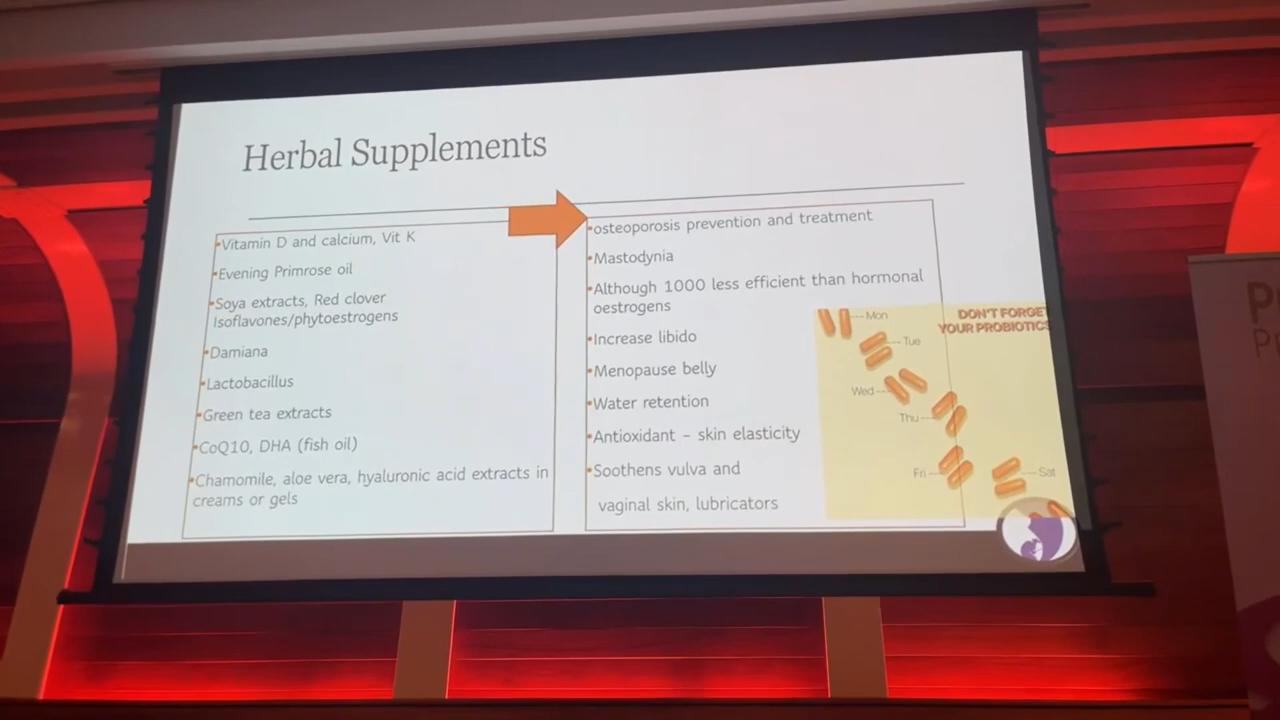 Herbal Supplements
•Vitamin D and calcium, Vit K
•Evening Primrose oil
•Soya extracts, Red clover
Isoflavones/phytoestrogens
•Damiana
•Lactobacillus
•Green tea extracts
•CoQ10, DHA (fish oil)
•Chamomile, aloe vera, hyaluronic acid extracts in
creams or gels
•osteoporosis prevention and treatment
•Mastodynia
•Although 1000 less efficient than hormonal
oestrogens
•Increase libido
•Menopause belly
•Water retention
•Antioxidant – skin elasticity
•Soothens vulva and
vaginal skin, lubricators
DON'T FORGET
YOUR PROBIOTICS
Mon
Tue
Wed
Thu
Fri
Sat